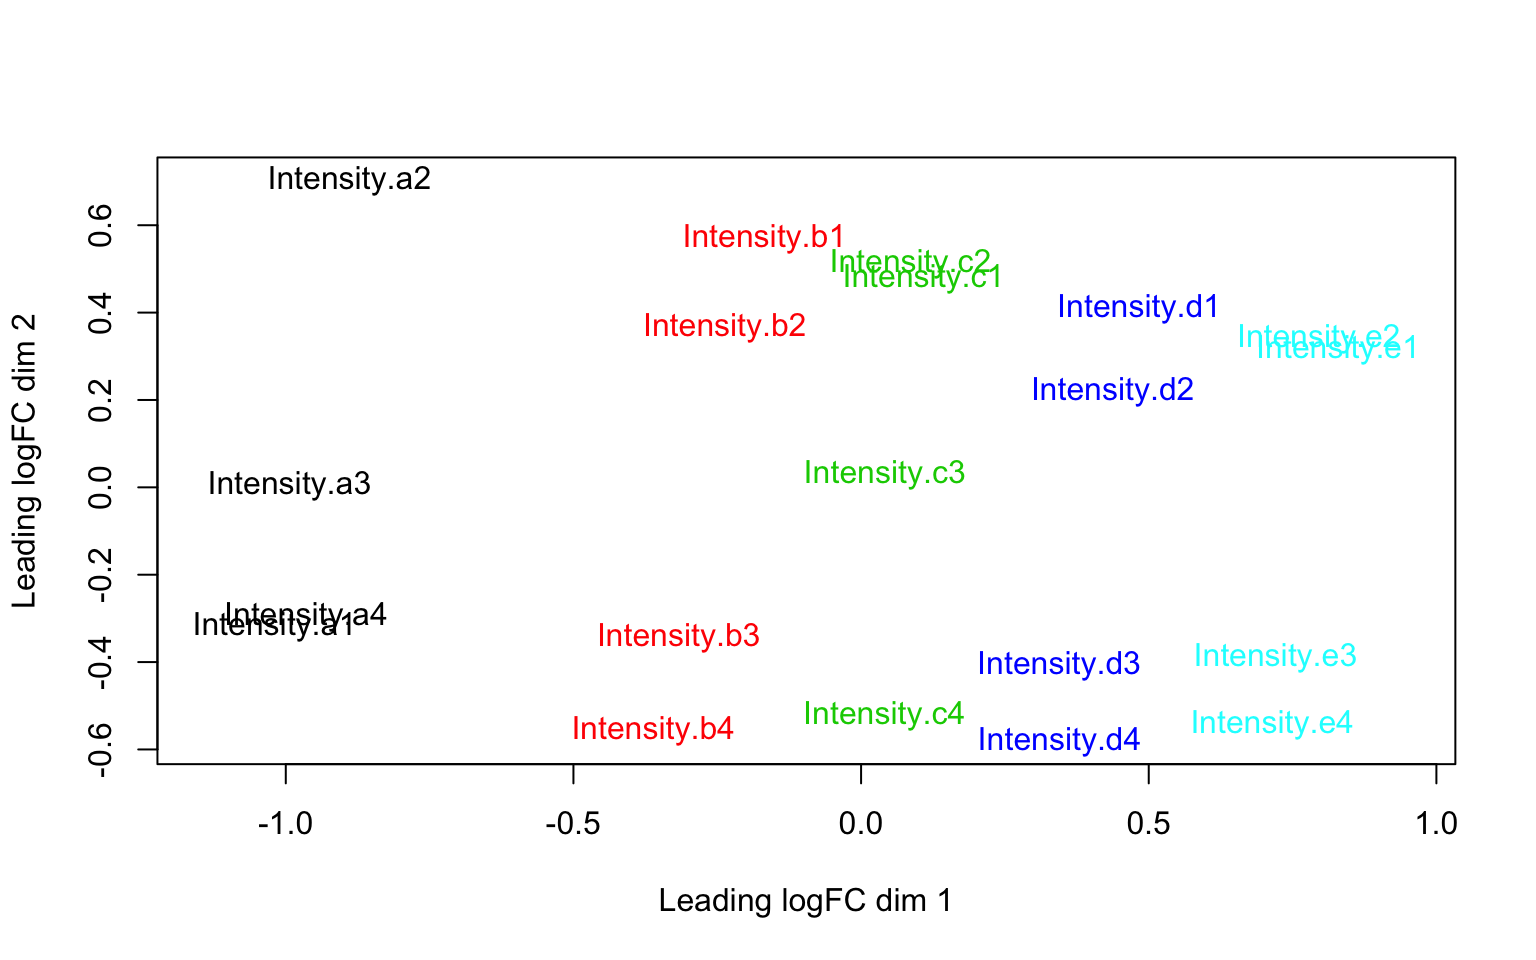 Intensity.a2
Intensity.b1
Intensity.c2
Intensity.c1
Intensity.d1
Intensity.b2
Intensity.e2
Intensity.e1
Intensity.d2
Intensity.c3
Intensity.a3
Intensity.a4
Intensity.a1
Intensity.b3
Intensity.e3
Intensity.d3
Intensity.c4
Intensity.e4
Intensity.b4
Intensity.d4
0.6
0.4
0.2
0.0
-0.2
-0.4
-0.6
Leading logFC dim 2
-1.0 -0.5 0.0 0.5 1.0
Leading logFC dim 1